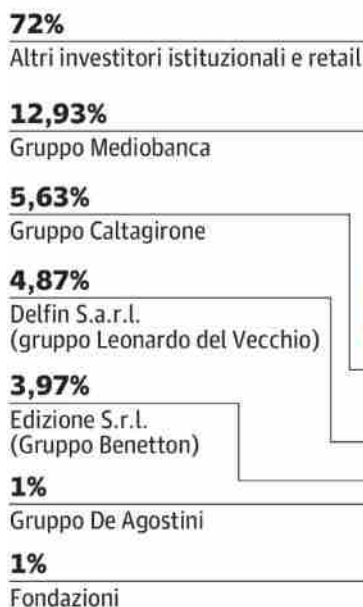 72%
Altri investitori istituzionali e retail
12,93%
Gruppo Mediobanca
5,63%
Gruppo Caltagirone
4,87%
Delfin S.a.r.l.
(gruppo Leonardo del Vecchio)
3,97%
Edizione S.r.l.
(Gruppo Benetton)
1%
Gruppo De Agostini
1%
Fondazioni